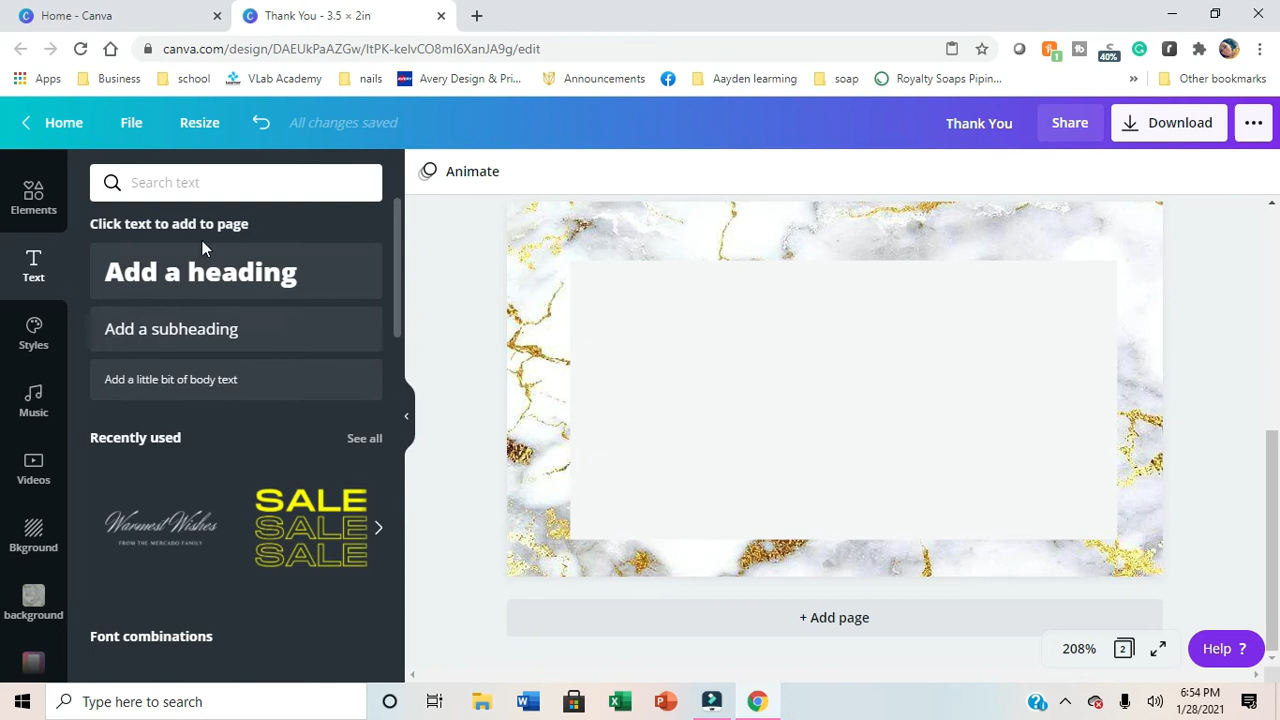 Home - Canva
Thank You - 3.5 × 2in
canva.com/design/DAEUkPaAZGw/ItPK-kelvCO8mI6XanJA9g/edit
40%
1
Apps
Business
school
VLab Academy
nails
Avery Design & Pri...
Announcements
Aayden learning
soap
Royalty Soaps Pipin...
»
Other bookmarks
Home
File
Resize
All changes saved
Thank You
Share
Download
Search text
Animate
Elements
Text
Styles
Music
Videos
Bkground
background
Click text to add to page
Add a heading
Add a subheading
Add a little bit of body text
Recently used
See all
Warmest Wishes
FROM THE MERCADO FAMILY
SALE
SALE
SALE
Font combinations
+ Add page
208%
2
Help ?
Type here to search
6:54 PM
1/28/2021